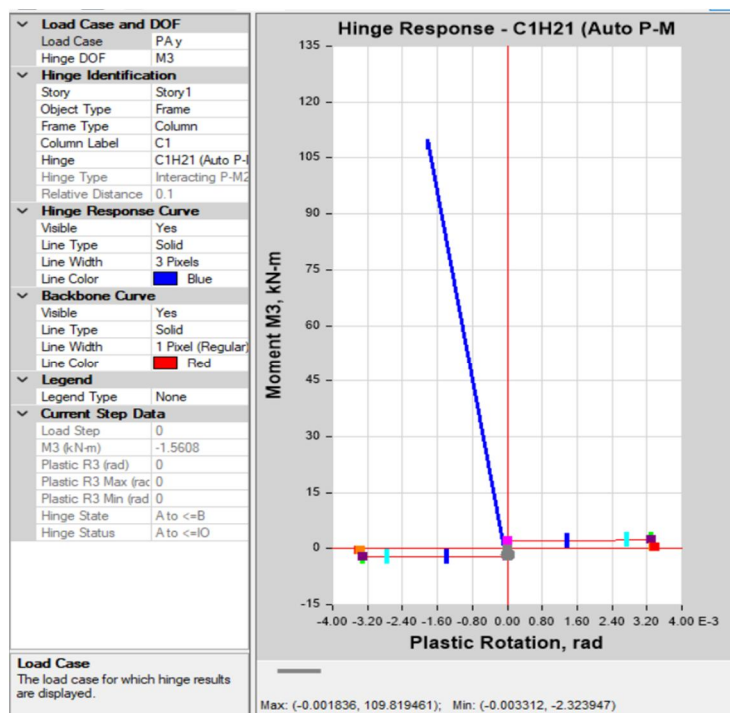 Load Case and DOF
Load Case PAy
Hinge DOF M3
Hinge Identification
Story Story1
Object Type Frame
Frame Type Column
Column Label C1
Hinge C1H21 (Auto P-
Hinge Type Interacting P-M2
Relative Distance 0.1
Hinge Response Curve
Visible Yes
Line Type Solid
Line Width 3 Pixels
Line Color Blue
Backbone Curve
Visible Yes
Line Type Solid
Line Width 1 Pixel (Regular)
Line Color Red
Legend
Legend Type None
Current Step Data
Load Step 0
M3 (kN-m) -1.5608
Plastic R3 (rad) 0
Plastic R3 Max (rad 0
Plastic R3 Min (rad 0
Hinge State A to <=B
Hinge Status A to <=IO
Load Case
The load case for which hinge results
are displayed.
Hinge Response - C1H21 (Auto P-M
Moment M3, kN-m
135
120
105
90
75
60
45
30
15
0
-15
-4.00 -3.20 -2.40 -1.60 -0.80 0.00 0.80 1.60 2.40 3.20 4.00 E-3
Plastic Rotation, rad
Max: (-0.001836, 109.819461); Min: (-0.003312, -2.323947)